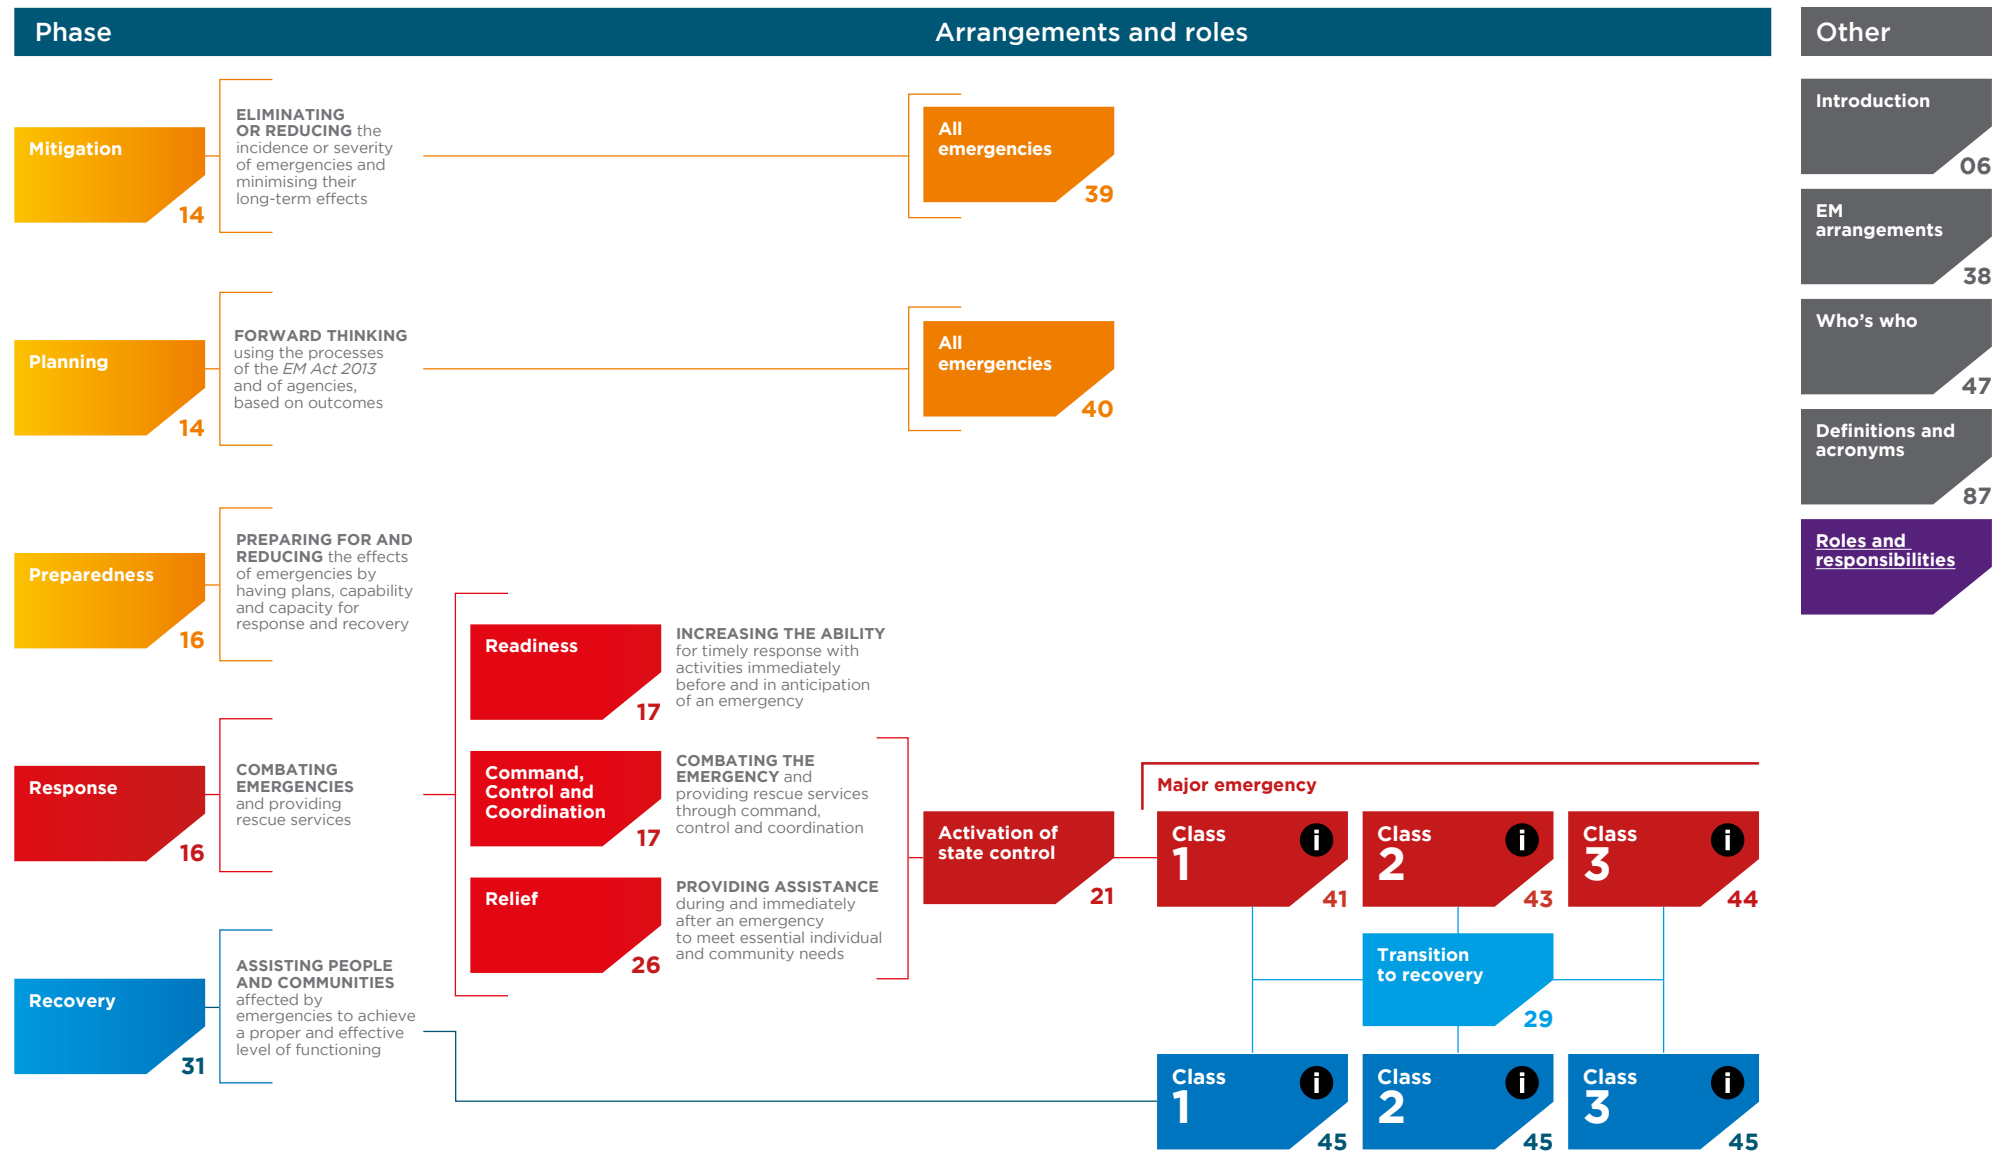 Phase
Arrangements and roles
Other
Mitigation
14
ELIMINATING
OR REDUCING the
incidence or severity
of emergencies and
minimising their
long-term effects
All
emergencies
39
Planning
14
FORWARD THINKING
using the processes
of the EM Act 2013
and of agencies,
based on outcomes
All
emergencies
40
Preparedness
16
PREPARING FOR AND
REDUCING the effects
of emergencies by
having plans, capability
and capacity for
response and recovery
Response
16
COMBATING
EMERGENCIES
and providing
rescue services
Readiness
17
INCREASING THE ABILITY
for timely response with
activities immediately
before and in anticipation
of an emergency
Command,
Control and
Coordination
17
COMBATING THE
EMERGENCY and
providing rescue services
through command,
control and coordination
Relief
26
PROVIDING ASSISTANCE
during and immediately
after an emergency
to meet essential individual
and community needs
Activation of
state control
21
Major emergency
Class
1
i
41
Class
2
i
43
Class
3
i
44
Transition
to recovery
29
Recovery
31
ASSISTING PEOPLE
AND COMMUNITIES
affected by
emergencies to achieve
a proper and effective
level of functioning
Class
1
i
45
Class
2
i
45
Class
3
i
45
Introduction
06
EM
arrangements
38
Who's who
47
Definitions and
acronyms
87
Roles and
responsibilities